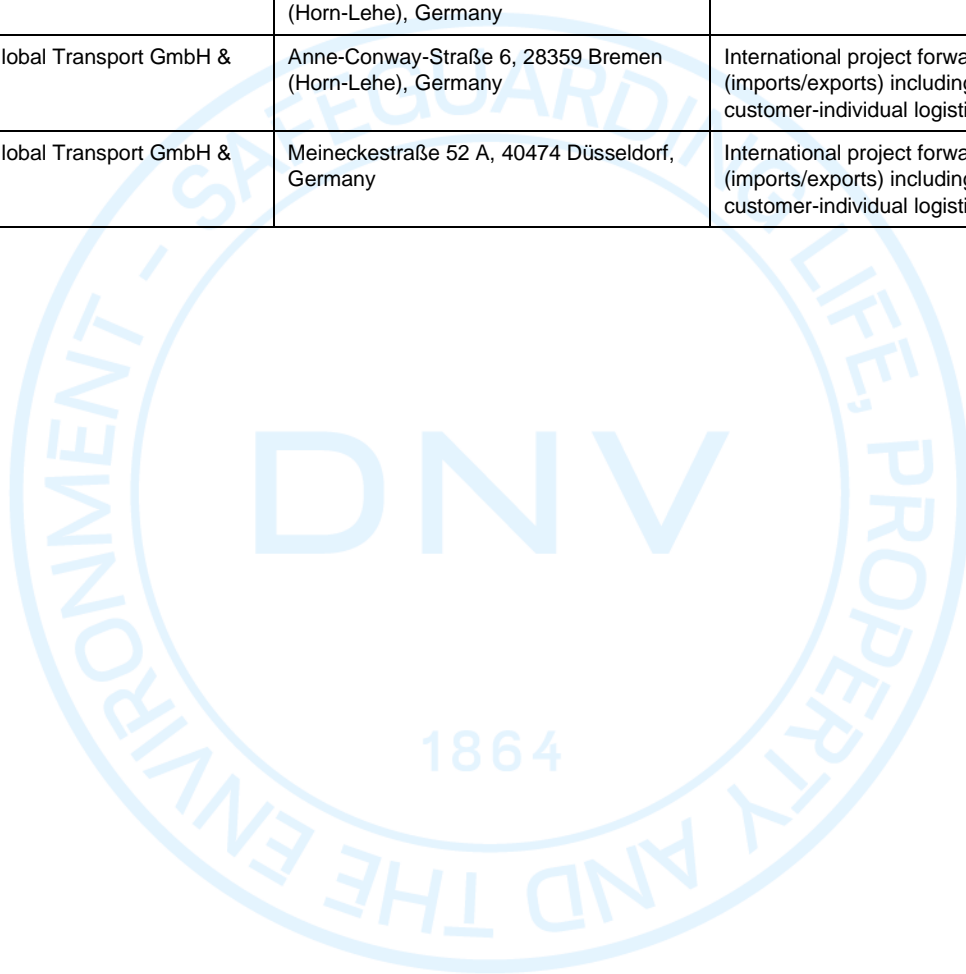 (Horn-Lehe), Germany
lobal Transport GmbH &
Anne-Conway-Straße 6, 28359 Bremen
(Horn-Lehe), Germany
International project forwa
(imports/exports) including
customer-individual logisti
lobal Transport GmbH &
Meineckestraße 52 A, 40474 Düsseldorf,
Germany
International project forwa
(imports/exports) including
customer-individual logisti
SAFEGUARDING LIFE, PROPERTY AND THE ENVIRONMENT -
DNV
1864